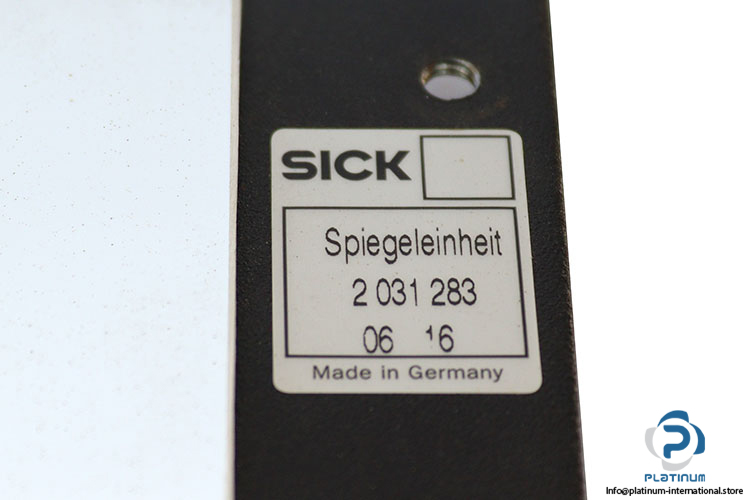 SICK
Spiegeleinheit
2 031 283
06 16
Made in Germany
PLATINUM
Info@platinum-international.store